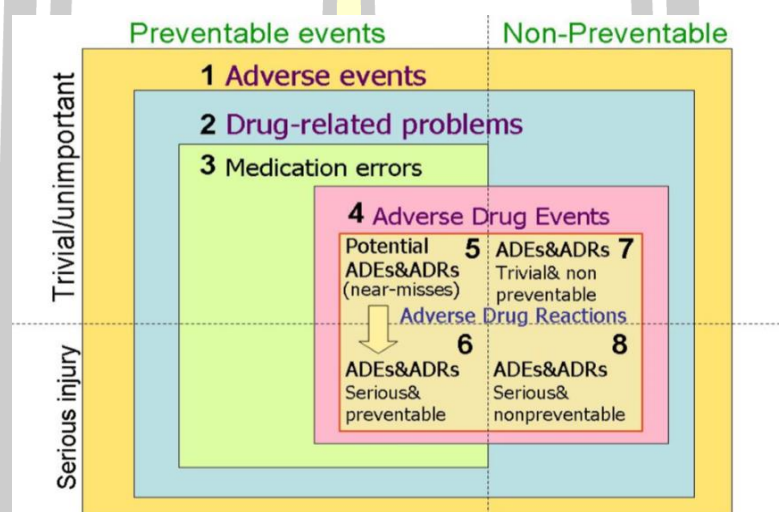 Preventable events
Non-Preventable
Trivial/unimportant
Serious injury
1 Adverse events
2 Drug-related problems
3 Medication errors
4 Adverse Drug Events
Potential 5
ADEs&ADRs
(near-misses)
ADEs&ADRs 7
Trivial& non
preventable
Adverse Drug Reactions
6
ADEs&ADRs
Serious&
preventable
8
ADEs&ADRs
Serious&
nonpreventable